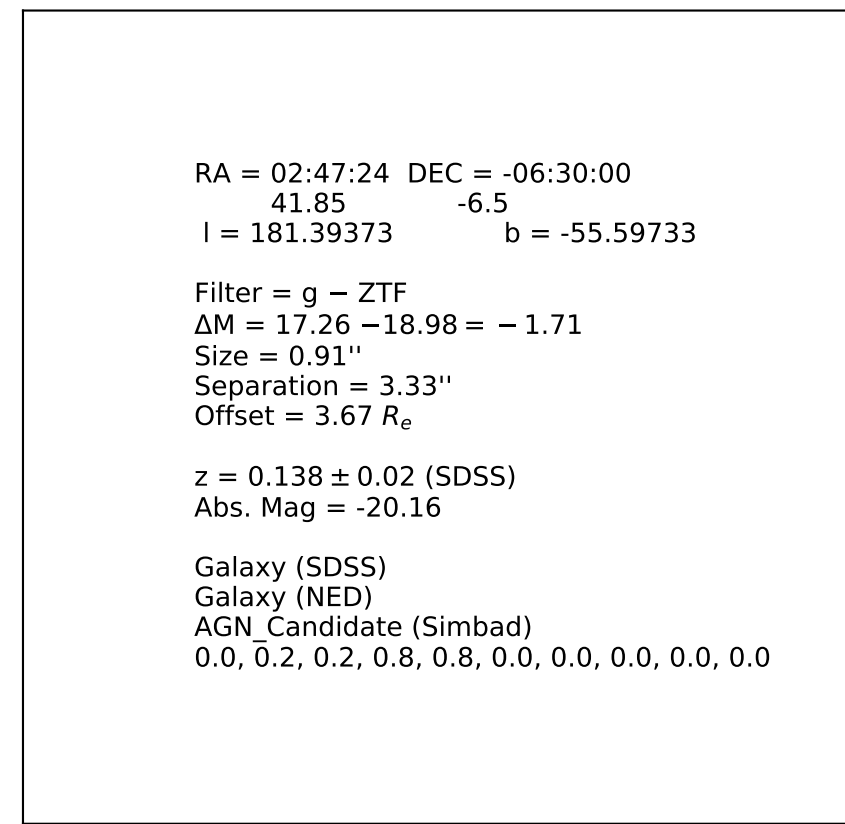 RA = 02:47:24  DEC = -06:30:00
41.85  -6.5
l = 181.39373  b = -55.59733
Filter = g − ZTF
ΔM = 17.26 −18.98 = − 1.71
Size = 0.91''
Separation = 3.33''
Offset = 3.67 Rₑ
z = 0.138 ± 0.02 (SDSS)
Abs. Mag = -20.16
Galaxy (SDSS)
Galaxy (NED)
AGN_Candidate (Simbad)
0.0, 0.2, 0.2, 0.8, 0.8, 0.0, 0.0, 0.0, 0.0, 0.0